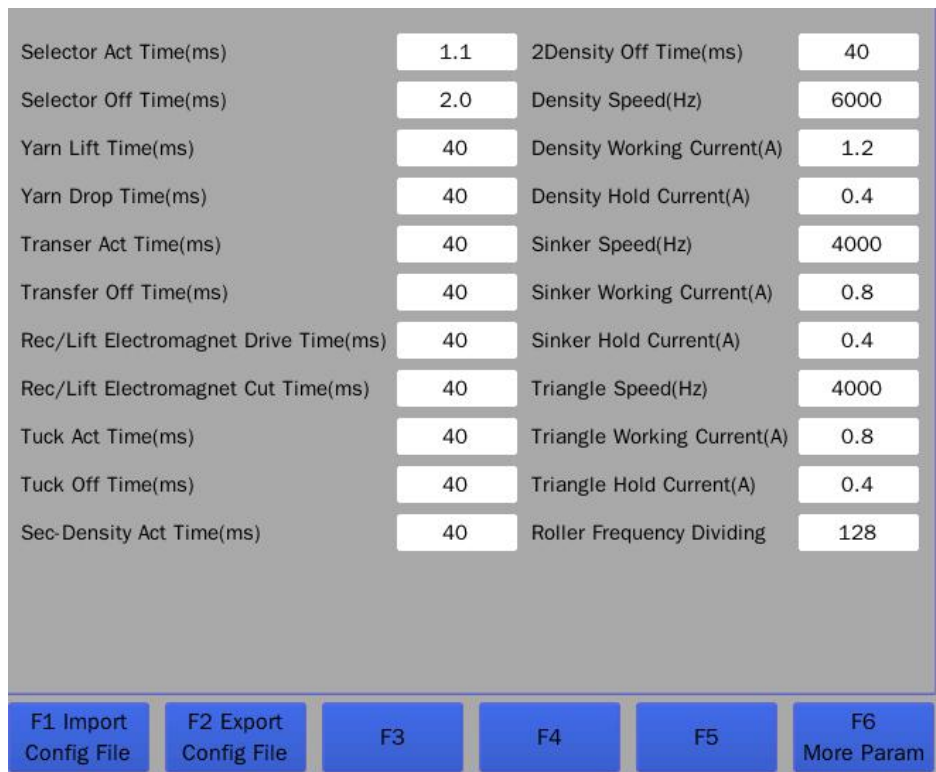 Selector Act Time(ms) 1.1 2Density Off Time(ms) 40
Selector Off Time(ms) 2.0 Density Speed(Hz) 6000
Yarn Lift Time(ms) 40 Density Working Current(A) 1.2
Yarn Drop Time(ms) 40 Density Hold Current(A) 0.4
Transer Act Time(ms) 40 Sinker Speed(Hz) 4000
Transfer Off Time(ms) 40 Sinker Working Current(A) 0.8
Rec/Lift Electromagnet Drive Time(ms) 40 Sinker Hold Current(A) 0.4
Rec/Lift Electromagnet Cut Time(ms) 40 Triangle Speed(Hz) 4000
Tuck Act Time(ms) 40 Triangle Working Current(A) 0.8
Tuck Off Time(ms) 40 Triangle Hold Current(A) 0.4
Sec-Density Act Time(ms) 40 Roller Frequency Dividing 128
F1 Import F2 Export F3 F4 F5 F6
Config File Config File More Param